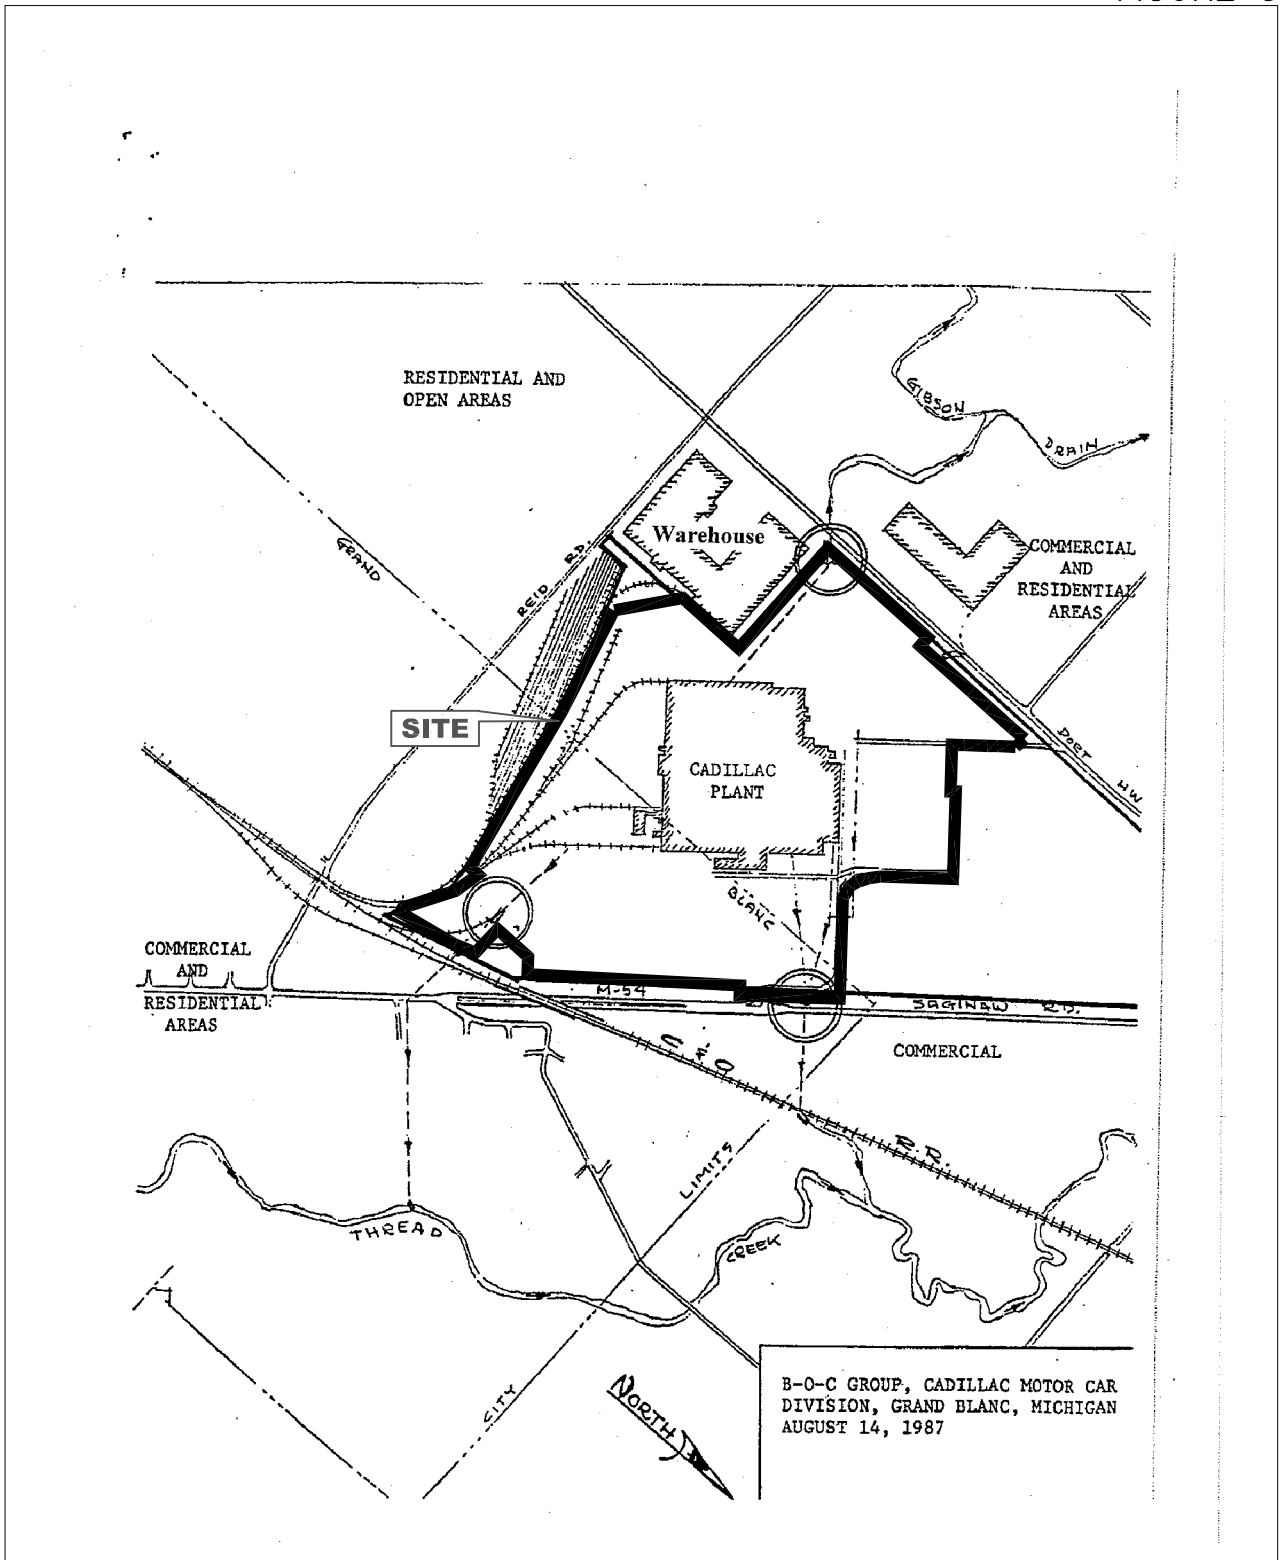 RESIDENTIAL AND
OPEN AREAS
GIBSON
DRAIN
Warehouse
GRAND
REID RD.
COMMERCIAL
AND
RESIDENTIAL
AREAS
SITE
DORT HW
CADILLAC
PLANT
BLANC
COMMERCIAL
AND
RESIDENTIAL
AREAS
M-54
SAGINAW RD.
C & O R.R.
COMMERCIAL
LIMITS
THREAD
CREEK
CITY
NORTH
B-O-C GROUP, CADILLAC MOTOR CAR
DIVISION, GRAND BLANC, MICHIGAN
AUGUST 14, 1987